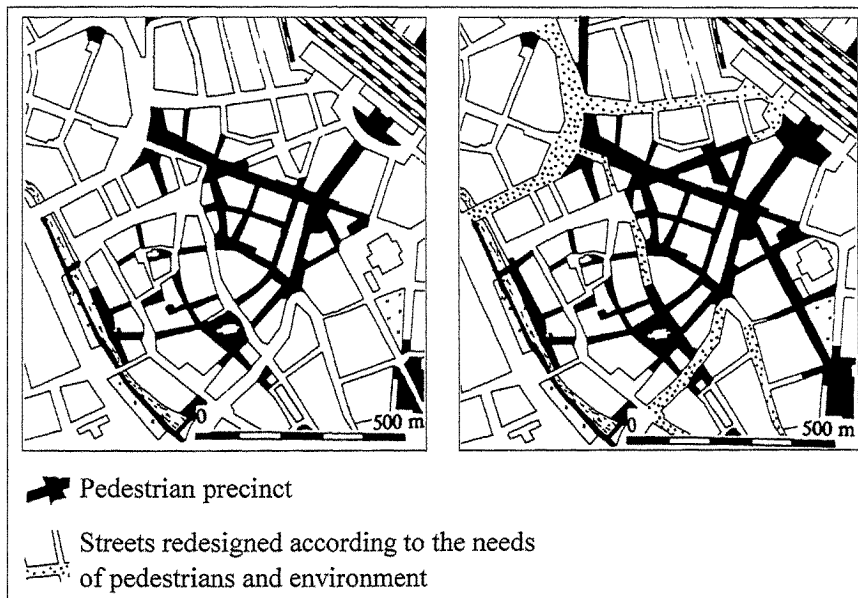 0 500 m
0 500 m
Pedestrian precinct
Streets redesigned according to the needs
of pedestrians and environment